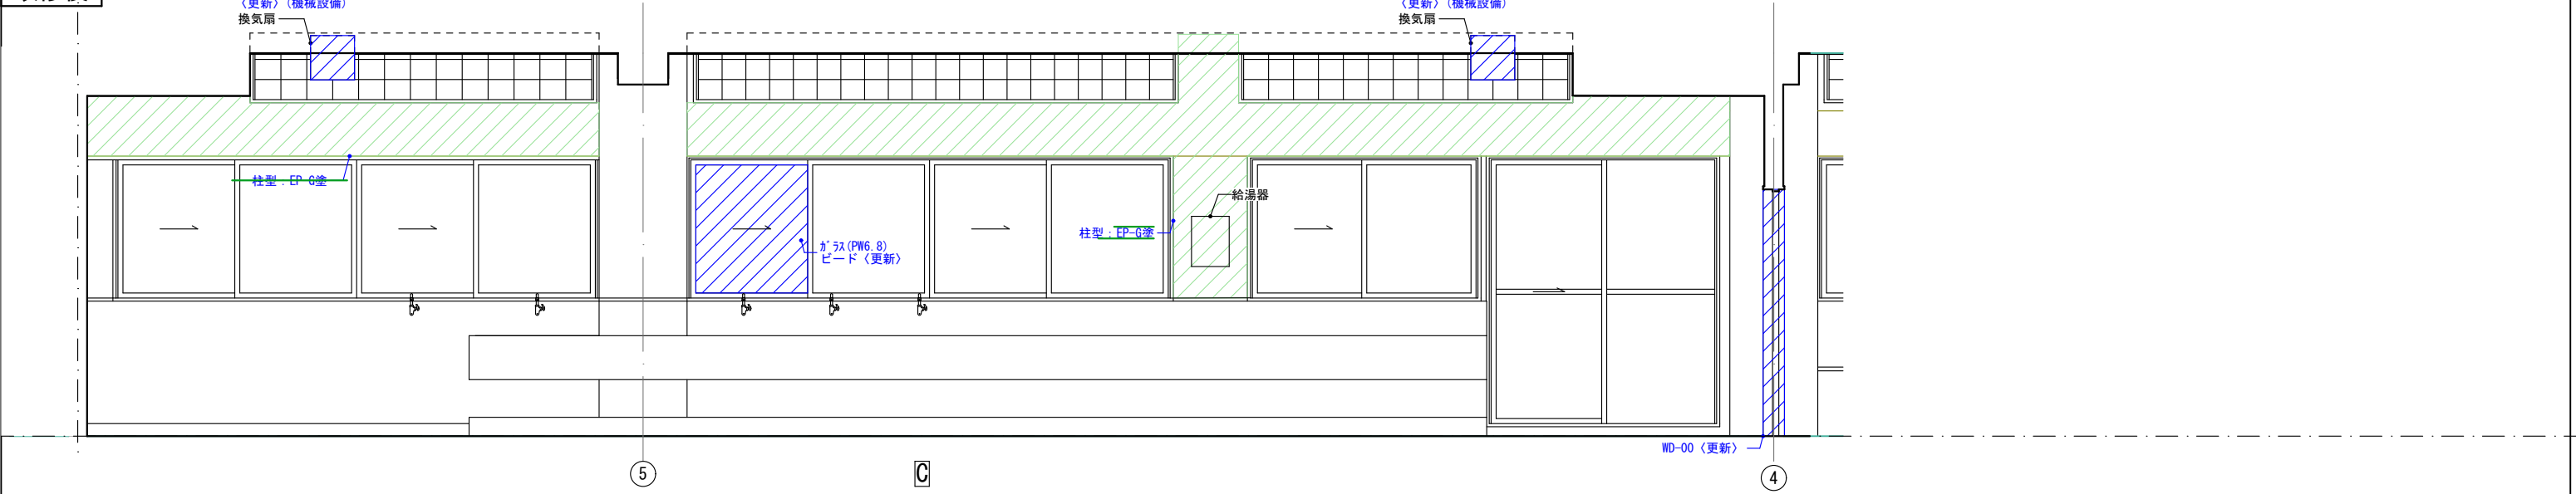 〈更新〉(機械設備)
換気扇
〈更新〉(機械設備)
換気扇
柱型：EP-G塗
給湯器
柱型：EP-G塗
ｶﾞﾗｽ(PW6.8)
ビード〈更新〉
WD-00〈更新〉
5
C
4